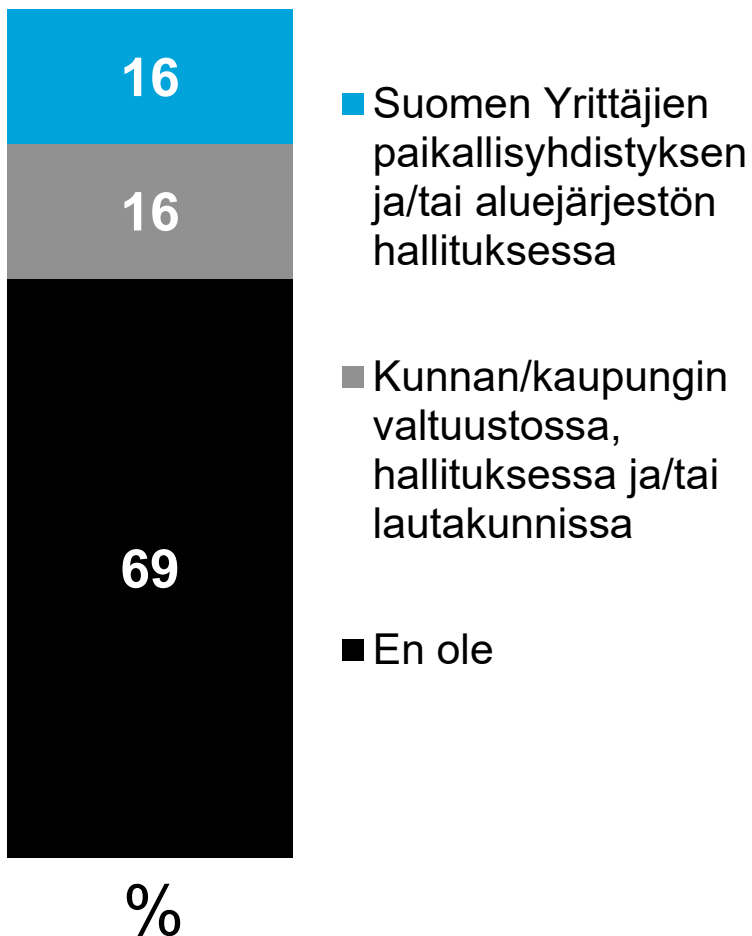 16
16
69
%
Suomen Yrittäjien
paikallisyhdistyksen
ja/tai aluejärjestön
hallituksessa
Kunnan/kaupungin
valtuustossa,
hallituksessa ja/tai
lautakunnissa
En ole